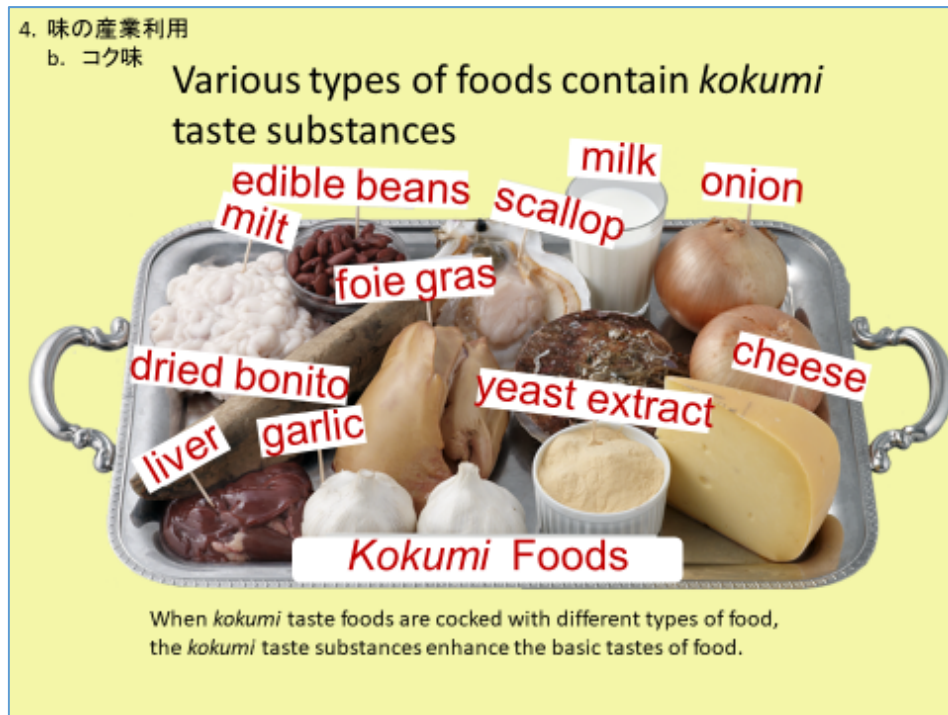 4. 味の産業利用
b. コク味
Various types of foods contain kokumi
taste substances
milk
edible beans
onion
scallop
milt
foie gras
cheese
dried bonito
yeast extract
garlic
liver
Kokumi Foods
When kokumi taste foods are cocked with different types of food,
the kokumi taste substances enhance the basic tastes of food.